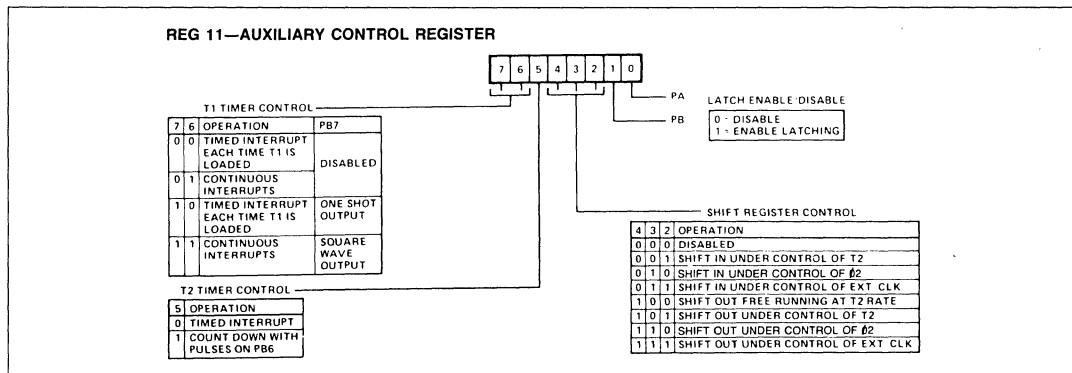 REG 11—AUXILIARY CONTROL REGISTER
7 6 5 4 3 2 1 0
PA
PB
LATCH ENABLE/DISABLE
0 - DISABLE
1 - ENABLE LATCHING
T1 TIMER CONTROL
7 6 OPERATION PB7
0 0 TIMED INTERRUPT
EACH TIME T1 IS
LOADED
DISABLED
0 1 CONTINUOUS
INTERRUPTS
1 0 TIMED INTERRUPT ONE SHOT
EACH TIME T1 IS OUTPUT
LOADED
1 1 CONTINUOUS SQUARE
INTERRUPTS WAVE
OUTPUT
T2 TIMER CONTROL
5 OPERATION
0 TIMED INTERRUPT
1 COUNT DOWN WITH
PULSES ON PB6
SHIFT REGISTER CONTROL
4 3 2 OPERATION
0 0 0 DISABLED
0 0 1 SHIFT IN UNDER CONTROL OF T2
0 1 0 SHIFT IN UNDER CONTROL OF ϕ2
0 1 1 SHIFT IN UNDER CONTROL OF EXT CLK
1 0 0 SHIFT OUT FREE RUNNING AT T2 RATE
1 0 1 SHIFT OUT UNDER CONTROL OF T2
1 1 0 SHIFT OUT UNDER CONTROL OF ϕ2
1 1 1 SHIFT OUT UNDER CONTROL OF EXT CLK